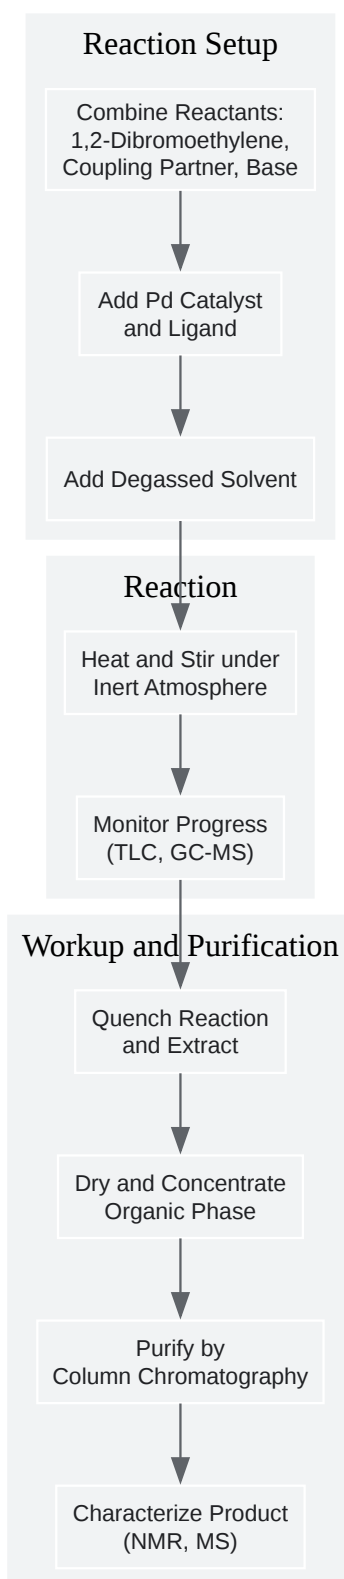 Reaction Setup
Combine Reactants:
1,2-Dibromoethylene,
Coupling Partner, Base
Add Pd Catalyst
and Ligand
Add Degassed Solvent
Reaction
Heat and Stir under
Inert Atmosphere
Monitor Progress
(TLC, GC-MS)
Workup and Purification
Quench Reaction
and Extract
Dry and Concentrate
Organic Phase
Purify by
Column Chromatography
Characterize Product
(NMR, MS)